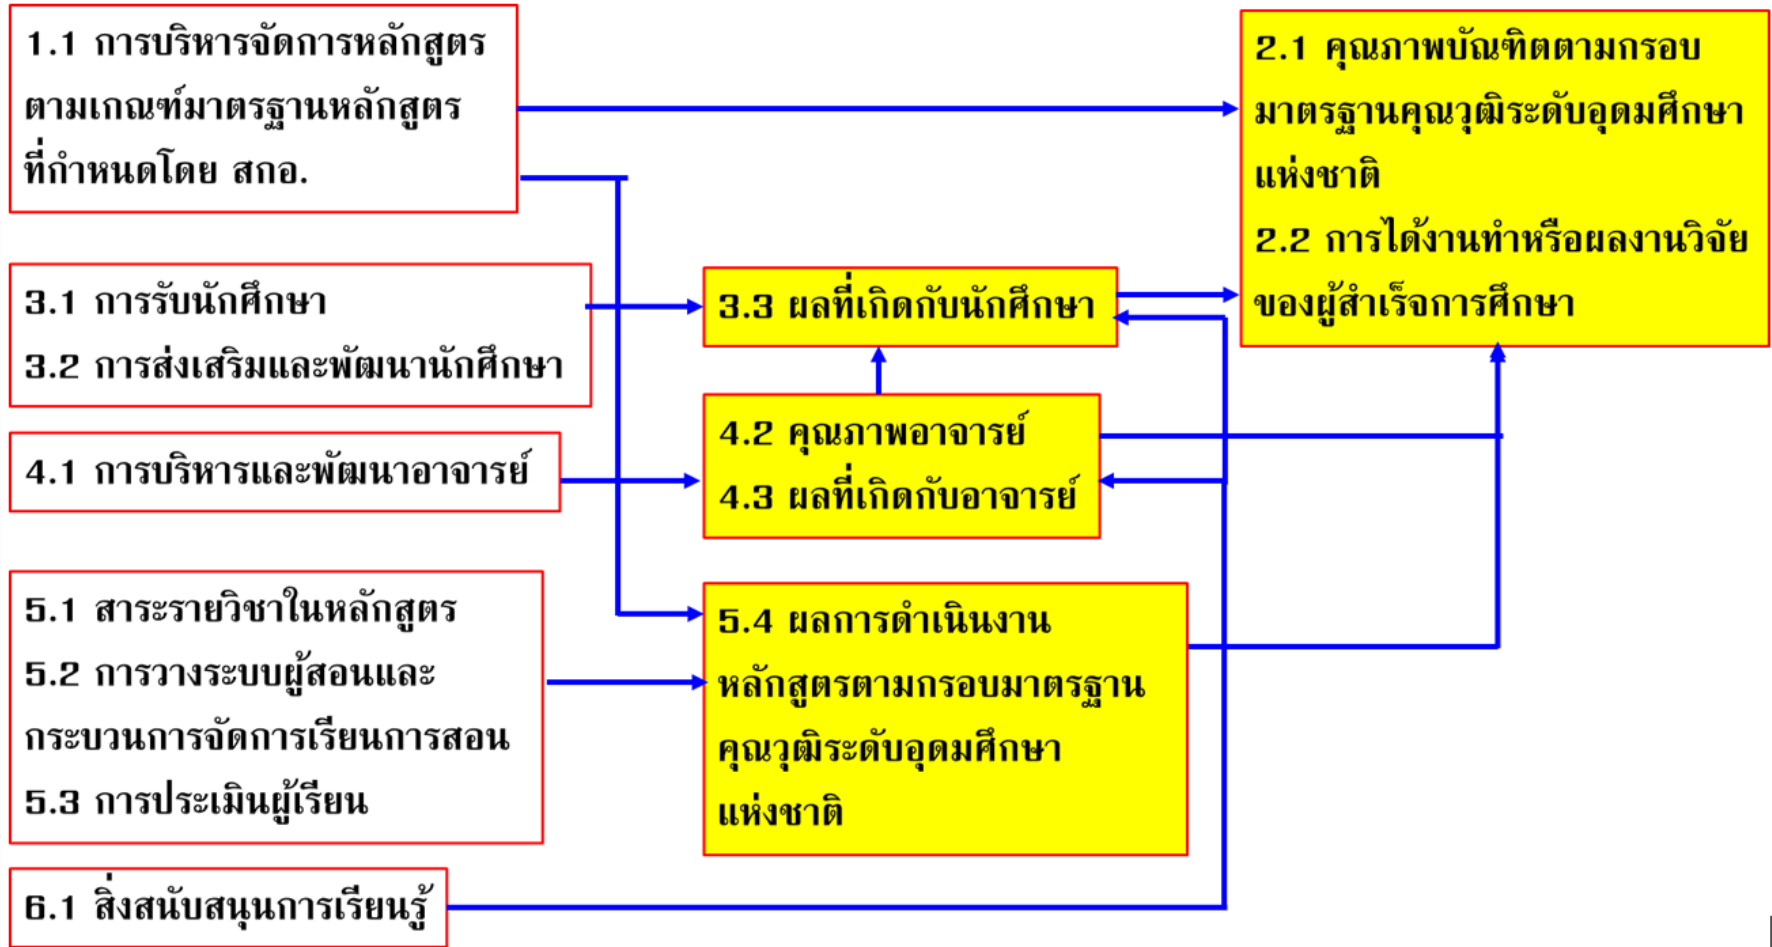 1.1 การบริหารจัดการหลักสูตร
ตามเกณฑ์มาตรฐานหลักสูตร
ที่กำหนดโดย สกอ.
3.1 การรับนักศึกษา
3.2 การส่งเสริมและพัฒนานักศึกษา
4.1 การบริหารและพัฒนาอาจารย์
5.1 สาระรายวิชาในหลักสูตร
5.2 การวางระบบผู้สอนและ
กระบวนการจัดการเรียนการสอน
5.3 การประเมินผู้เรียน
6.1 สิ่งสนับสนุนการเรียนรู้
3.3 ผลที่เกิดกับนักศึกษา
4.2 คุณภาพอาจารย์
4.3 ผลที่เกิดกับอาจารย์
5.4 ผลการดำเนินงาน
หลักสูตรตามกรอบมาตรฐาน
คุณวุฒิระดับอุดมศึกษา
แห่งชาติ
2.1 คุณภาพบัณฑิตตามกรอบ
มาตรฐานคุณวุฒิระดับอุดมศึกษา
แห่งชาติ
2.2 การได้งานทำหรือผลงานวิจัย
ของผู้สำเร็จการศึกษา